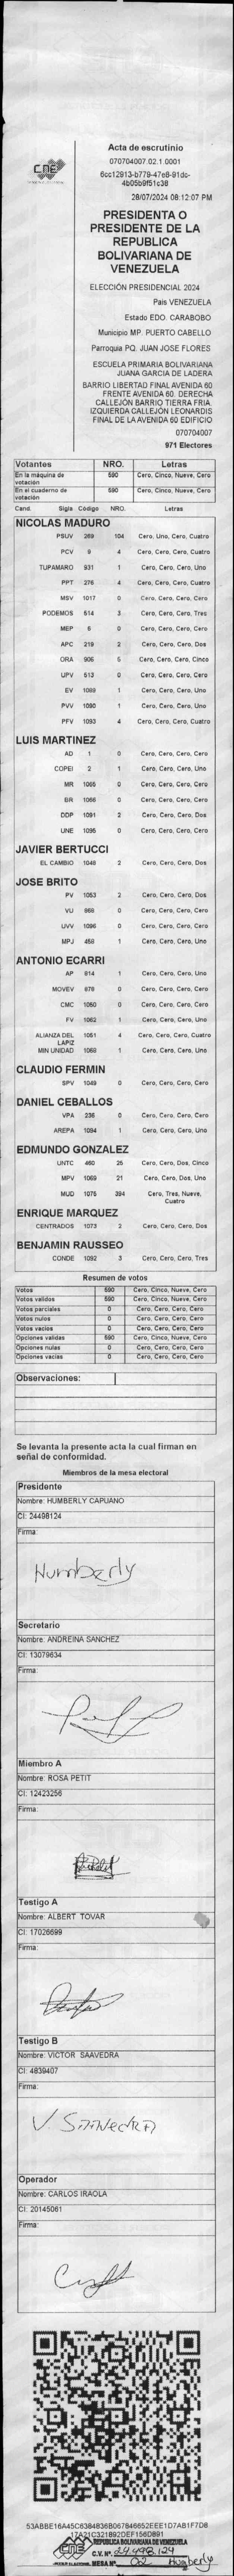 CNE
Acta de escrutinio
070704007.02.1.0001
6cc12913-b779-47e8-91dc-
4b05b9f51c38
28/07/2024 08:12:07 PM
PRESIDENTA O
PRESIDENTE DE LA
REPUBLICA
BOLIVARIANA DE
VENEZUELA
ELECCIÓN PRESIDENCIAL 2024
Pais VENEZUELA
Estado EDO. CARABOBO
Municipio MP. PUERTO CABELLO
Parroquia PQ. JUAN JOSE FLORES
ESCUELA PRIMARIA BOLIVARIANA
JUANA GARCIA DE LADERA
BARRIO LIBERTAD FINAL AVENIDA 60
FRENTE AVENIDA 60. DERECHA
CALLEJÓN BARRIO TIERRA FRIA.
IZQUIERDA CALLEJÓN LEONARDIS
FINAL DE LA AVENIDA 60 EDIFICIO
070704007
971 Electores
Votantes NRO. Letras
En la máquina de votación 590 Cero, Cinco, Nueve, Cero
En el cuaderno de votación 590 Cero, Cinco, Nueve, Cero
Cand. Sigla Código NRO. Letras
NICOLAS MADURO
PSUV 269 104 Cero, Uno, Cero, Cuatro
PCV 9 4 Cero, Cero, Cero, Cuatro
TUPAMARO 931 1 Cero, Cero, Cero, Uno
PPT 276 4 Cero, Cero, Cero, Cuatro
MSV 1017 0 Cero, Cero, Cero, Cero
PODEMOS 514 3 Cero, Cero, Cero, Tres
MEP 5 0 Cero, Cero, Cero, Cero
APC 219 2 Cero, Cero, Cero, Dos
ORA 906 5 Cero, Cero, Cero, Cinco
UPV 513 0 Cero, Cero, Cero, Cero
EV 1089 1 Cero, Cero, Cero, Uno
PVV 1090 1 Cero, Cero, Cero, Uno
PFV 1093 4 Cero, Cero, Cero, Cuatro
LUIS MARTINEZ
AD 1 0 Cero, Cero, Cero, Cero
COPEI 2 1 Cero, Cero, Cero, Uno
MR 1065 0 Cero, Cero, Cero, Cero
BR 1066 0 Cero, Cero, Cero, Cero
DDP 1091 2 Cero, Cero, Cero, Dos
UNE 1095 0 Cero, Cero, Cero, Cero
JAVIER BERTUCCI
EL CAMBIO 1048 2 Cero, Cero, Cero, Dos
JOSE BRITO
PV 1053 2 Cero, Cero, Cero, Dos
VU 868 0 Cero, Cero, Cero, Cero
UVV 1096 0 Cero, Cero, Cero, Cero
MPJ 458 1 Cero, Cero, Cero, Uno
ANTONIO ECARRI
AP 814 1 Cero, Cero, Cero, Uno
MOVEV 878 0 Cero, Cero, Cero, Cero
CMC 1050 0 Cero, Cero, Cero, Cero
FV 1062 1 Cero, Cero, Cero, Uno
ALIANZA DEL LAPIZ 1051 4 Cero, Cero, Cero, Cuatro
MIN UNIDAD 1068 1 Cero, Cero, Cero, Uno
CLAUDIO FERMIN
SPV 1049 0 Cero, Cero, Cero, Cero
DANIEL CEBALLOS
VPA 236 0 Cero, Cero, Cero, Cero
AREPA 1084 1 Cero, Cero, Cero, Uno
EDMUNDO GONZALEZ
UNTC 460 25 Cero, Cero, Dos, Cinco
MPV 1069 21 Cero, Cero, Dos, Uno
MUD 1075 394 Cero, Tres, Nueve, Cuatro
ENRIQUE MARQUEZ
CENTRADOS 1073 2 Cero, Cero, Cero, Dos
BENJAMIN RAUSSEO
CONDE 1092 3 Cero, Cero, Cero, Tres
Resumen de votos
Votos 590 Cero, Cinco, Nueve, Cero
Votos validos 590 Cero, Cinco, Nueve, Cero
Votos parciales 0 Cero, Cero, Cero, Cero
Votos nulos 0 Cero, Cero, Cero, Cero
Votos vacios 0 Cero, Cero, Cero, Cero
Opciones validas 590 Cero, Cinco, Nueve, Cero
Opciones nulas 0 Cero, Cero, Cero, Cero
Opciones vacias 0 Cero, Cero, Cero, Cero
Observaciones:
Se levanta la presente acta la cual firman en
señal de conformidad.
Miembros de la mesa electoral
Presidente
Nombre: HUMBERLY CAPUANO
CI: 24498124
Firma:
Humberly
Secretario
Nombre: ANDREINA SANCHEZ
CI: 13079634
Firma:
Miembro A
Nombre: ROSA PETIT
CI: 12423256
Firma:
Testigo A
Nombre: ALBERT TOVAR
CI: 17026699
Firma:
Testigo B
Nombre: VICTOR SAAVEDRA
CI: 4839407
Firma:
V. SAAVedRA
Operador
Nombre: CARLOS IRAOLA
CI: 20145061
Firma:
53ABBE16A45C6384836B067846652EEE1D7AB1F7D8
17A21C321892DEF156D891
CNE REPUBLICA BOLIVARIANA DE VENEZUELA
C.V. Nº. 24.498.124
MESA Nº 02 Humberly